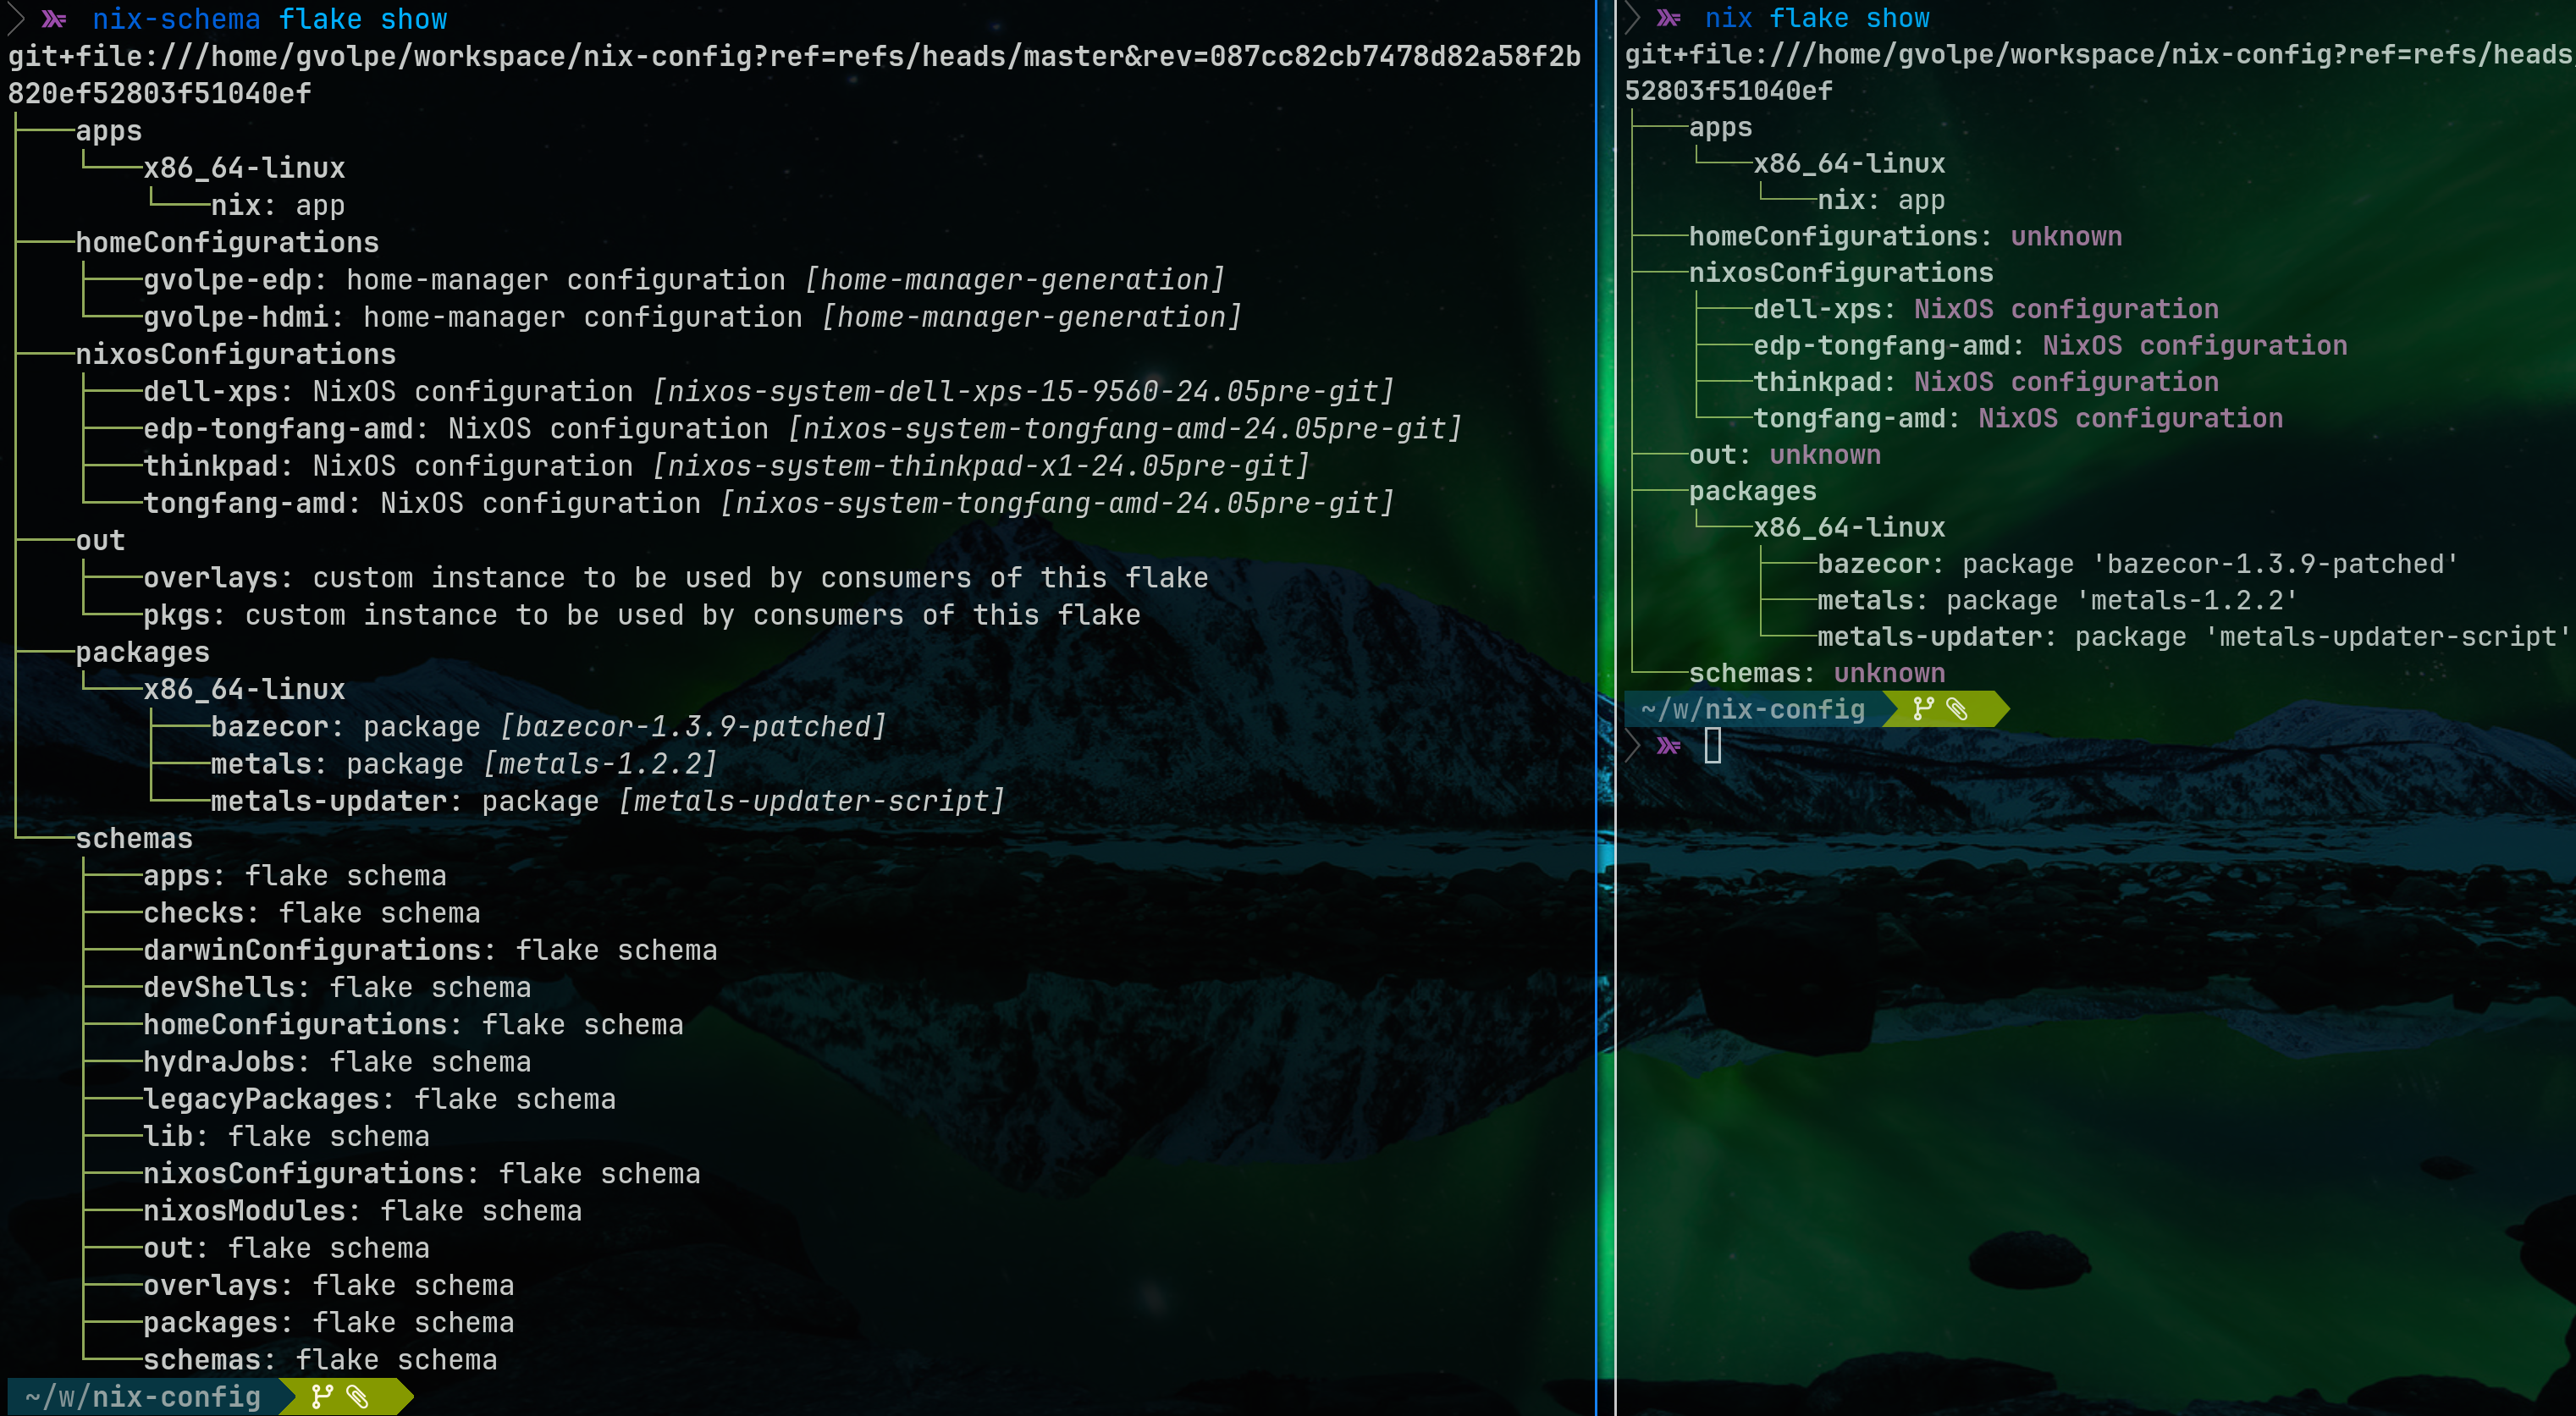 nix-schema flake show
git+file:///home/gvolpe/workspace/nix-config?ref=refs/heads/master&rev=087cc82cb7478d82a58f2b
820ef52803f51040ef
apps
x86_64-linux
nix: app
homeConfigurations
gvolpe-edp: home-manager configuration [home-manager-generation]
gvolpe-hdmi: home-manager configuration [home-manager-generation]
nixosConfigurations
dell-xps: NixOS configuration [nixos-system-dell-xps-15-9560-24.05pre-git]
edp-tongfang-amd: NixOS configuration [nixos-system-tongfang-amd-24.05pre-git]
thinkpad: NixOS configuration [nixos-system-thinkpad-x1-24.05pre-git]
tongfang-amd: NixOS configuration [nixos-system-tongfang-amd-24.05pre-git]
out
overlays: custom instance to be used by consumers of this flake
pkgs: custom instance to be used by consumers of this flake
packages
x86_64-linux
bazecor: package [bazecor-1.3.9-patched]
metals: package [metals-1.2.2]
metals-updater: package [metals-updater-script]
schemas
apps: flake schema
checks: flake schema
darwinConfigurations: flake schema
devShells: flake schema
homeConfigurations: flake schema
hydraJobs: flake schema
legacyPackages: flake schema
lib: flake schema
nixosConfigurations: flake schema
nixosModules: flake schema
out: flake schema
overlays: flake schema
packages: flake schema
schemas: flake schema
~/w/nix-config
nix flake show
git+file:///home/gvolpe/workspace/nix-config?ref=refs/heads
52803f51040ef
apps
x86_64-linux
nix: app
homeConfigurations: unknown
nixosConfigurations
dell-xps: NixOS configuration
edp-tongfang-amd: NixOS configuration
thinkpad: NixOS configuration
tongfang-amd: NixOS configuration
out: unknown
packages
x86_64-linux
bazecor: package 'bazecor-1.3.9-patched'
metals: package 'metals-1.2.2'
metals-updater: package 'metals-updater-script'
schemas: unknown
~/w/nix-config